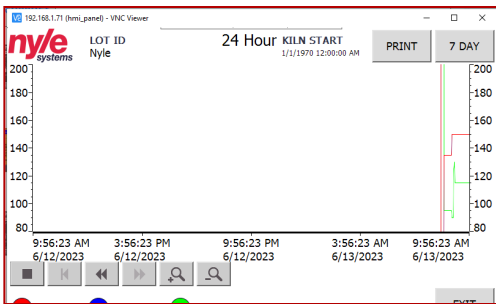 V2 192.168.1.71 (hmi_panel) - VNC Viewer
nyle systems
LOT ID
Nyle
24 Hour
KILN START
1/1/1970 12:00:00 AM
PRINT
7 DAY
200
180
160
140
120
100
80
200
180
160
140
120
100
80
9:56:23 AM 3:56:23 PM 9:56:23 PM 3:56:23 AM 9:56:23 AM
6/12/2023 6/12/2023 6/12/2023 6/13/2023 6/13/2023
EXIT